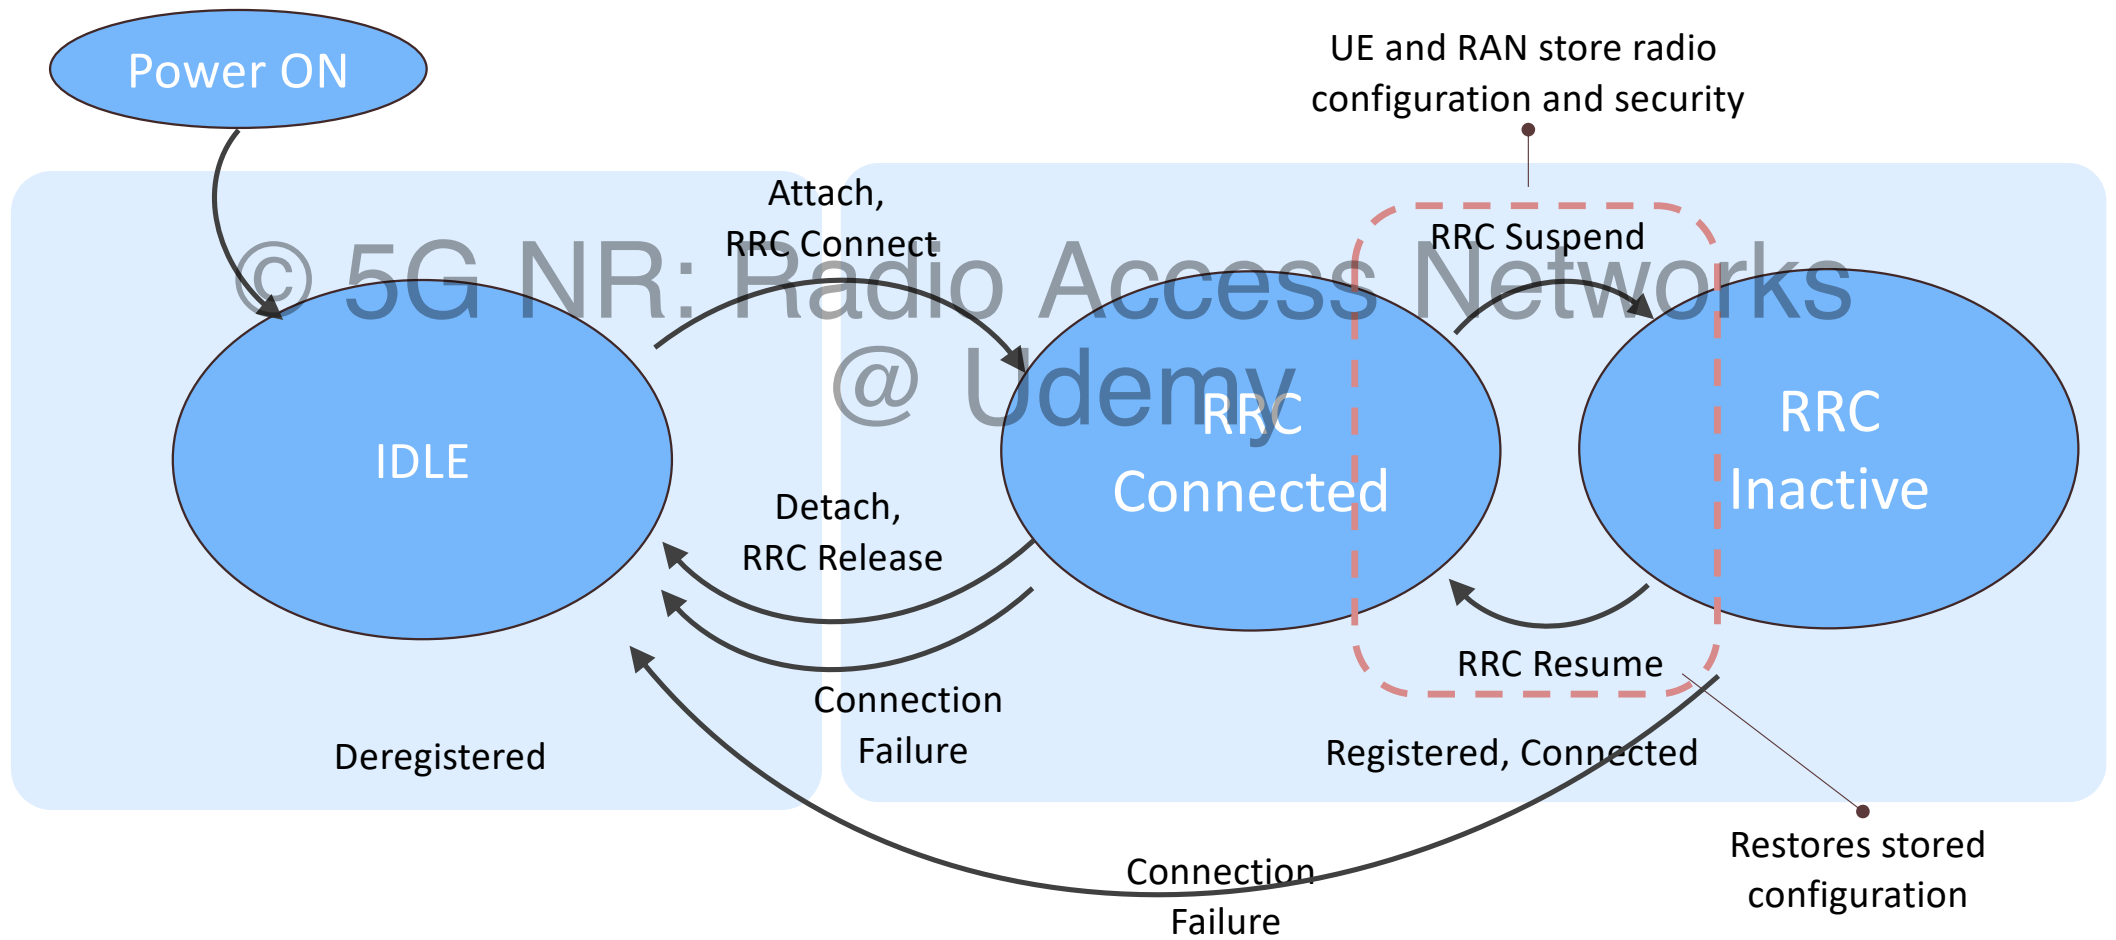 Power ON
UE and RAN store radio
configuration and security
Attach,
RRC Connect
RRC Suspend
© 5G NR: Radio Access Networks
@ Udemy
IDLE
RRC
Connected
RRC
Inactive
Detach,
RRC Release
RRC Resume
Connection
Failure
Deregistered
Registered, Connected
Connection
Failure
Restores stored
configuration